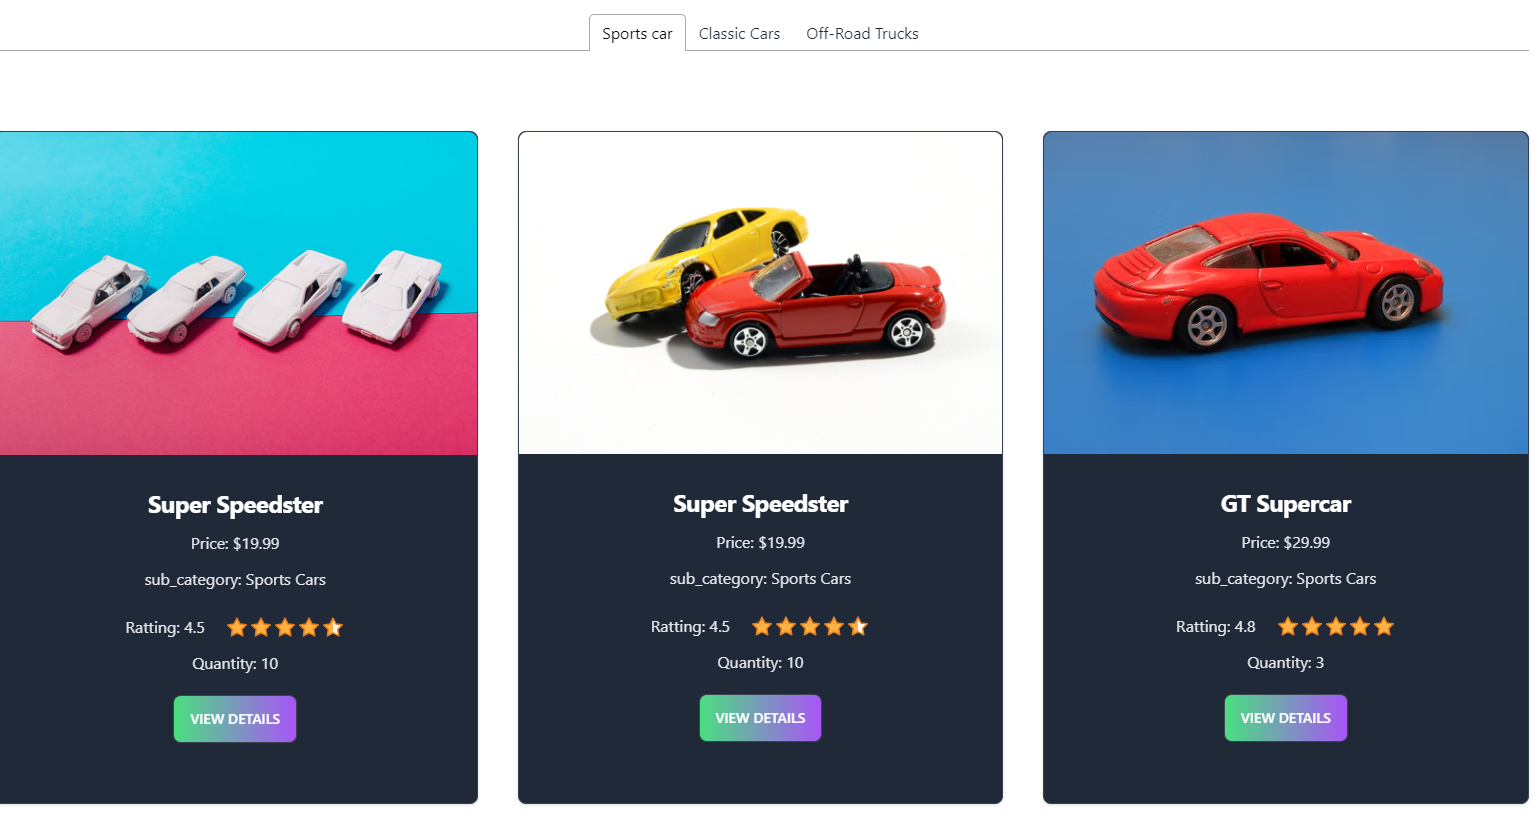 Sports car
Classic Cars
Off-Road Trucks
Super Speedster
Price: $19.99
sub_category: Sports Cars
Ratting: 4.5
Quantity: 10
VIEW DETAILS
Super Speedster
Price: $19.99
sub_category: Sports Cars
Ratting: 4.5
Quantity: 10
VIEW DETAILS
GT Supercar
Price: $29.99
sub_category: Sports Cars
Ratting: 4.8
Quantity: 3
VIEW DETAILS